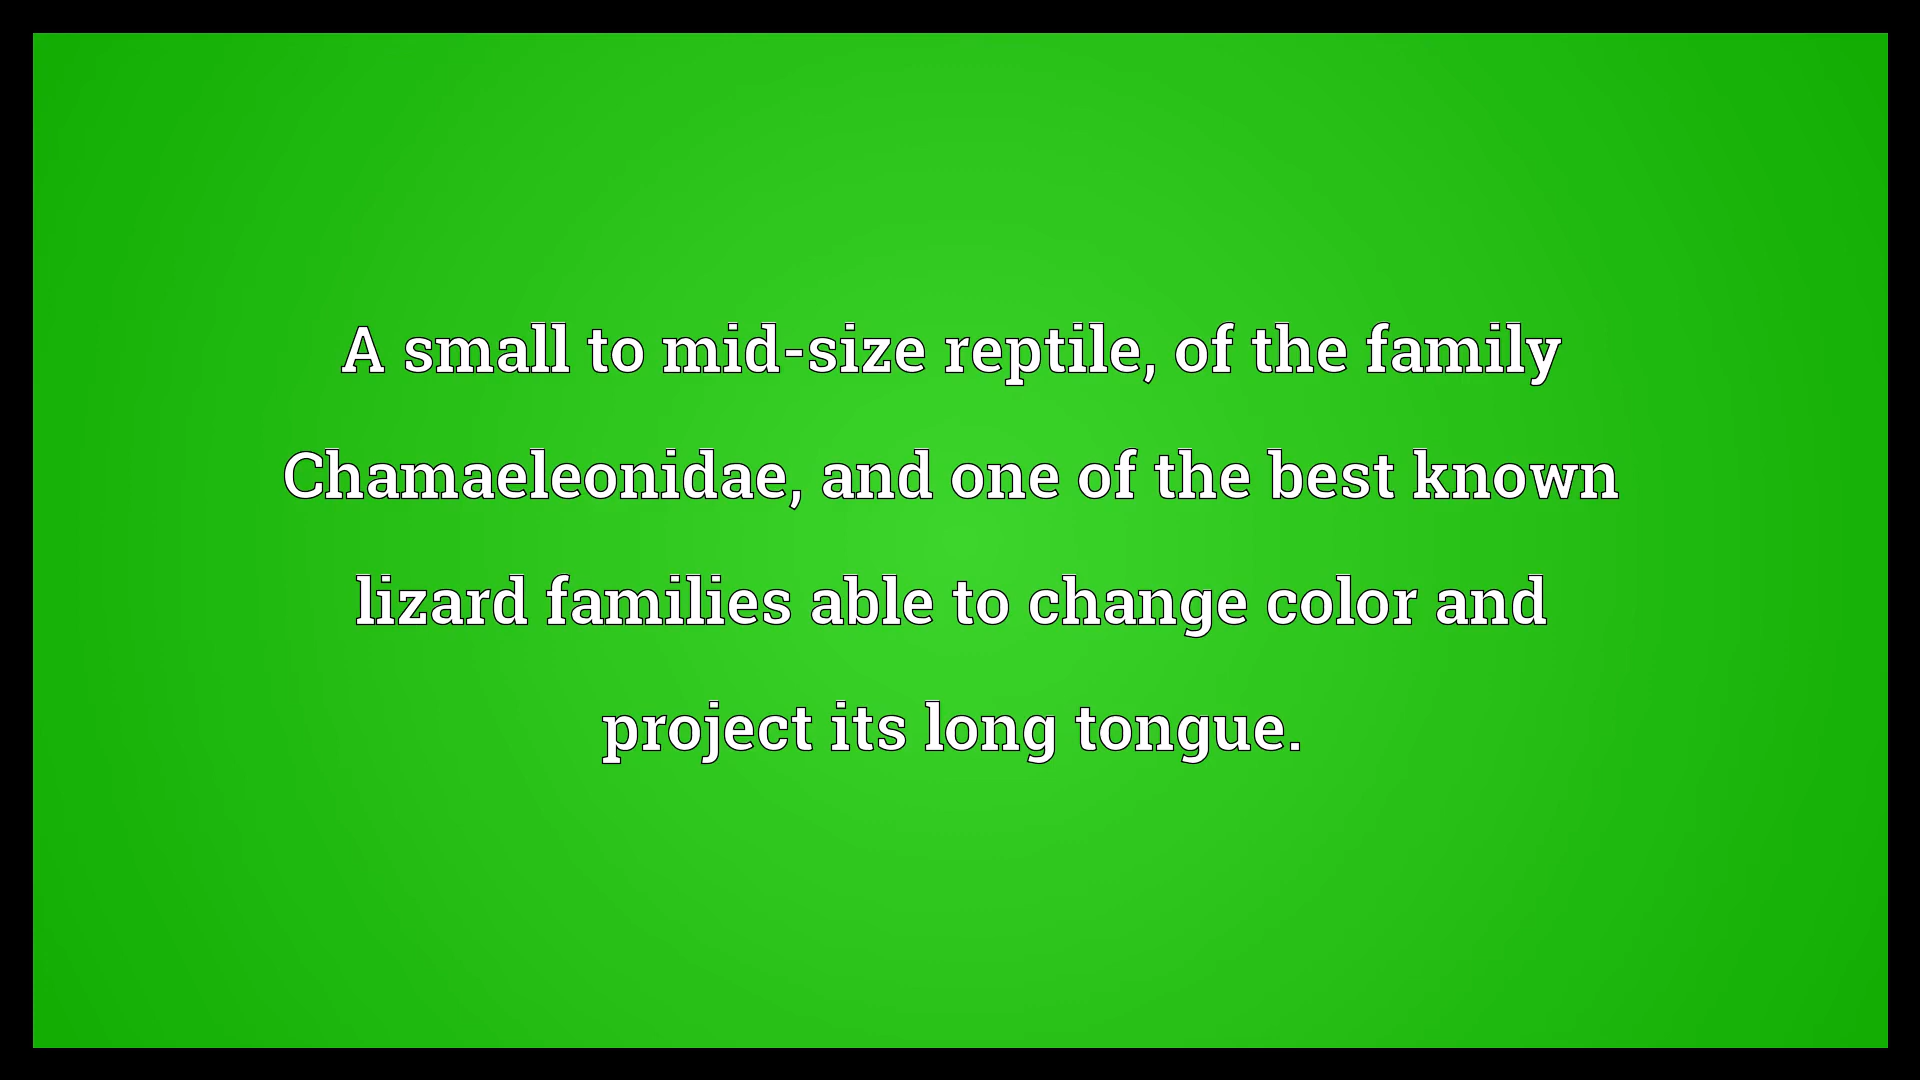 A small to mid-size reptile, of the family
Chamaeleonidae, and one of the best known
lizard families able to change color and
project its long tongue.